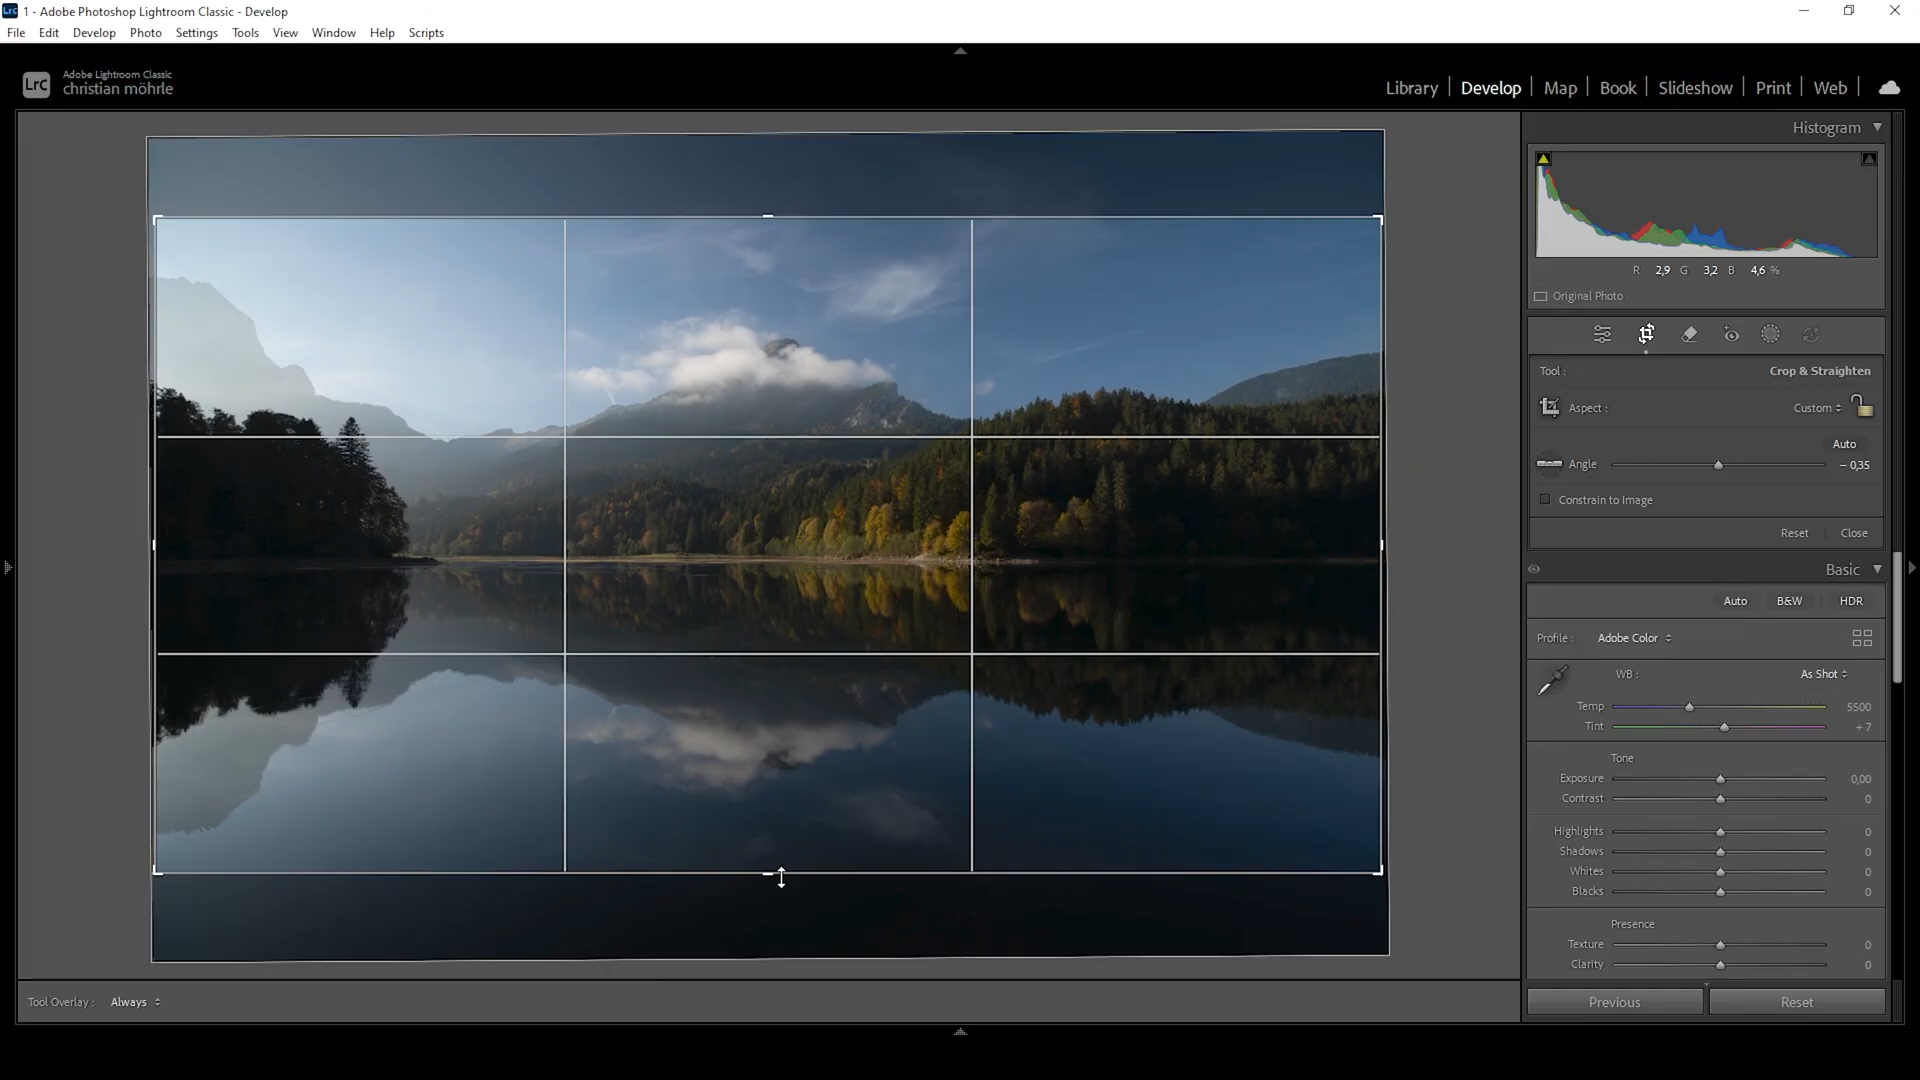 Lrc 1 - Adobe Photoshop Lightroom Classic - Develop
File Edit Develop Photo Settings Tools View Window Help Scripts
LrC Adobe Lightroom Classic
christian möhrle
Library | Develop | Map | Book | Slideshow | Print | Web |
Histogram
R 2,9 G 3,2 B 4,6 %
Original Photo
Tool : Crop & Straighten
Aspect : Custom
Auto
Angle – 0,35
Constrain to Image
Reset Close
Basic
Auto B&W HDR
Profile : Adobe Color
WB : As Shot
Temp 5500
Tint + 7
Tone
Exposure 0,00
Contrast 0
Highlights 0
Shadows 0
Whites 0
Blacks 0
Presence
Texture 0
Clarity 0
Tool Overlay : Always
Previous Reset